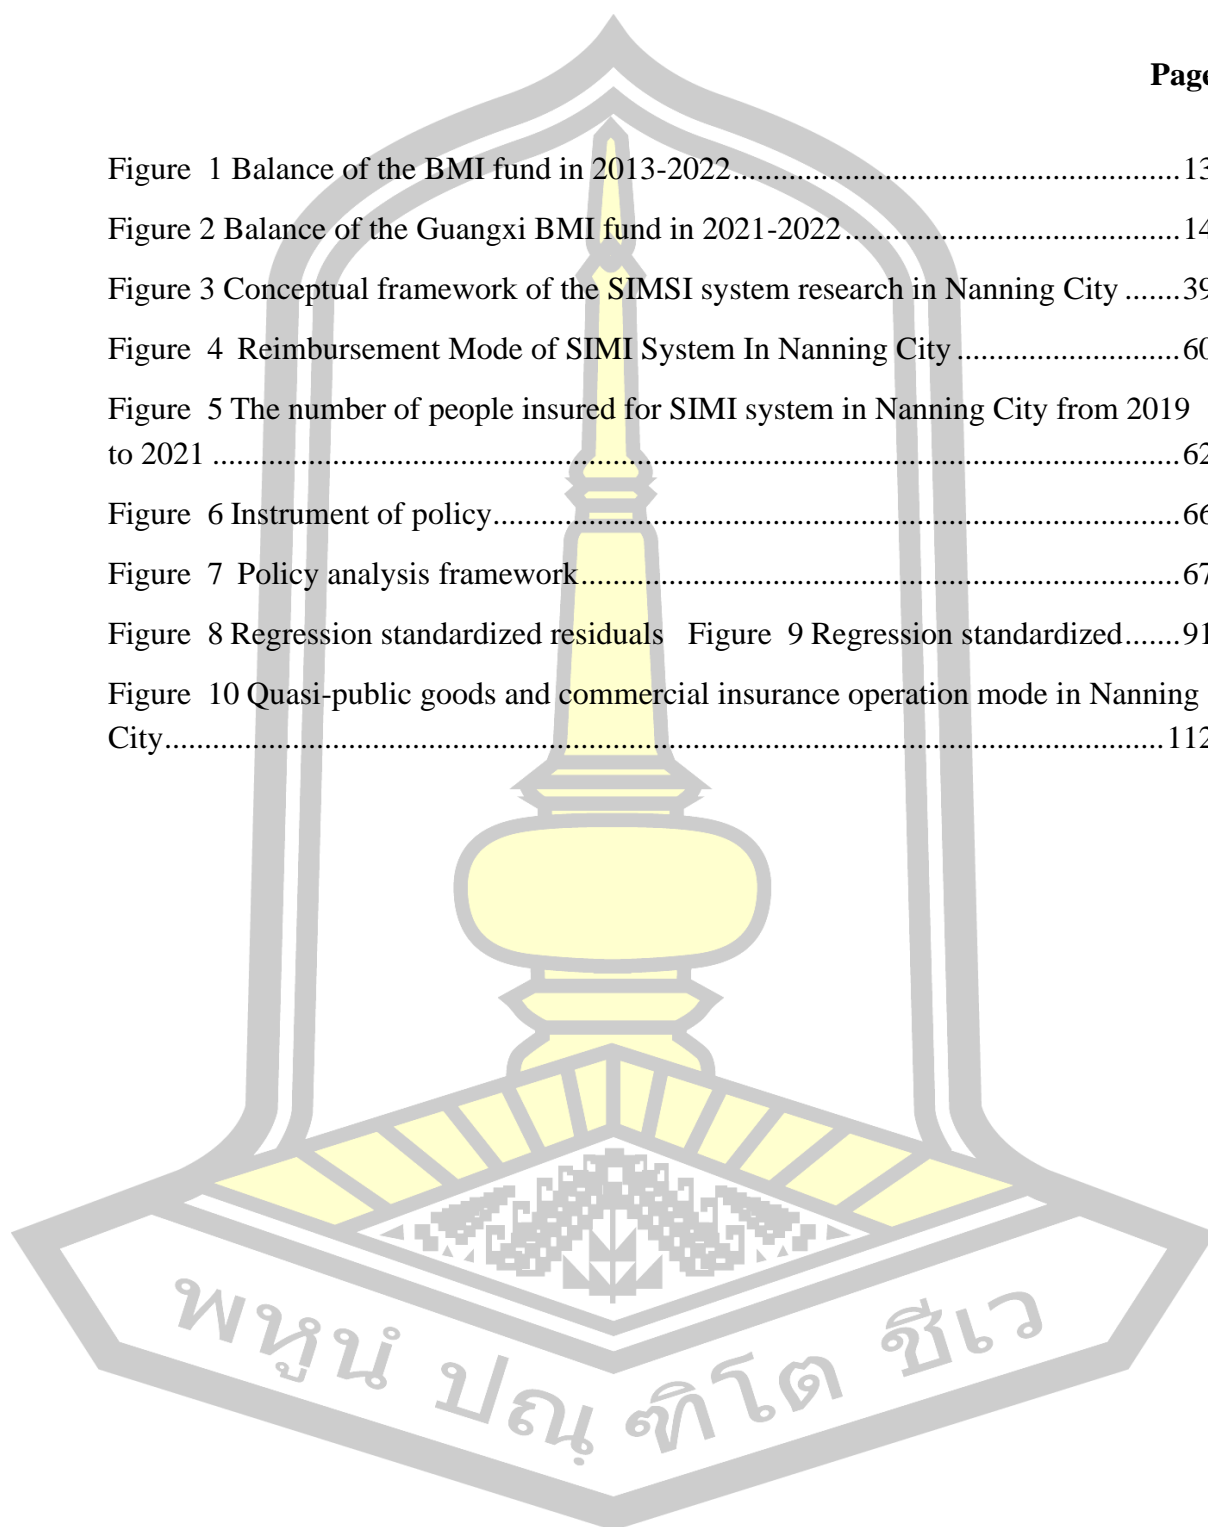 Page
Figure 1 Balance of the BMI fund in 2013-2022.......................................................13
Figure 2 Balance of the Guangxi BMI fund in 2021-2022.........................................14
Figure 3 Conceptual framework of the SIMSI system research in Nanning City.......39
Figure 4 Reimbursement Mode of SIMI System In Nanning City...........................60
Figure 5 The number of people insured for SIMI system in Nanning City from 2019
to 2021.....................................................................................................................62
Figure 6 Instrument of policy...................................................................................66
Figure 7 Policy analysis framework.........................................................................67
Figure 8 Regression standardized residuals Figure 9 Regression standardized.......91
Figure 10 Quasi-public goods and commercial insurance operation mode in Nanning
City.........................................................................................................................112
พหูนํ ปณฺฑิโต ชีเว